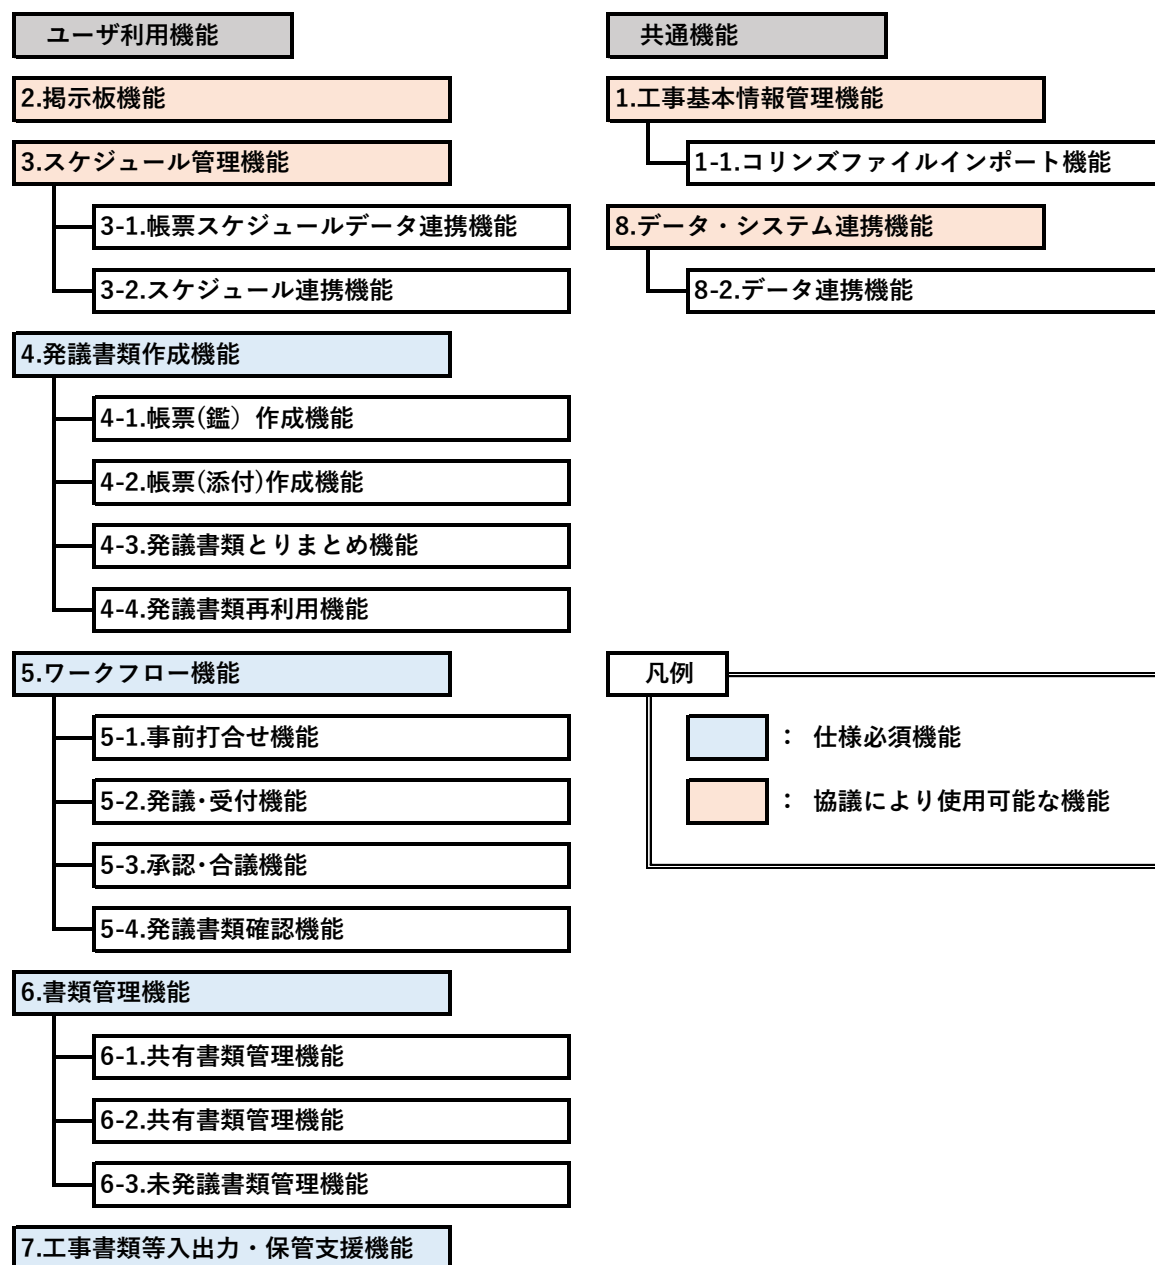 ユーザ利用機能
2.掲示板機能
3.スケジュール管理機能
3-1.帳票スケジュールデータ連携機能
3-2.スケジュール連携機能
4.発議書類作成機能
4-1.帳票(鑑）作成機能
4-2.帳票(添付)作成機能
4-3.発議書類とりまとめ機能
4-4.発議書類再利用機能
5.ワークフロー機能
5-1.事前打合せ機能
5-2.発議･受付機能
5-3.承認･合議機能
5-4.発議書類確認機能
6.書類管理機能
6-1.共有書類管理機能
6-2.共有書類管理機能
6-3.未発議書類管理機能
7.工事書類等入出力・保管支援機能
共通機能
1.工事基本情報管理機能
1-1.コリンズファイルインポート機能
8.データ・システム連携機能
8-2.データ連携機能
凡例
： 仕様必須機能
： 協議により使用可能な機能